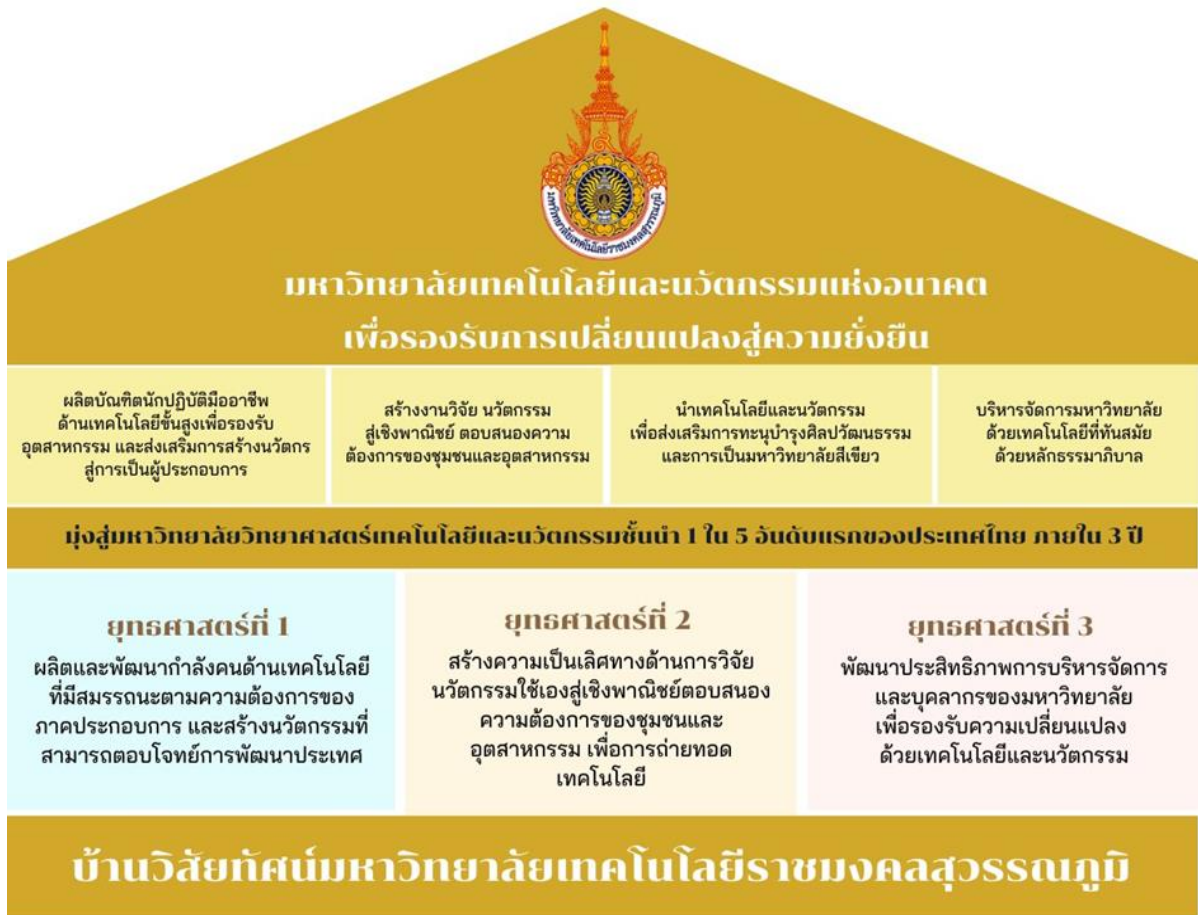 มหาวิทยาลัยเทคโนโลยีราชมงคลสุวรรณภูมิ
มหาวิทยาลัยเทคโนโลยีและนวัตกรรมแห่งอนาคต
เพื่อรองรับการเปลี่ยนแปลงสู่ความยั่งยืน
ผลิตบัณฑิตนักปฏิบัติมืออาชีพ
ด้านเทคโนโลยีขั้นสูงเพื่อรองรับ
อุตสาหกรรม และส่งเสริมการสร้างนวัตกร
สู่การเป็นผู้ประกอบการ
สร้างงานวิจัย นวัตกรรม
สู่เชิงพาณิชย์ ตอบสนองความ
ต้องการของชุมชนและอุตสาหกรรม
นำเทคโนโลยีและนวัตกรรม
เพื่อส่งเสริมการทะนุบำรุงศิลปวัฒนธรรม
และการเป็นมหาวิทยาลัยสีเขียว
บริหารจัดการมหาวิทยาลัย
ด้วยเทคโนโลยีที่ทันสมัย
ด้วยหลักธรรมาภิบาล
มุ่งสู่มหาวิทยาลัยวิทยาศาสตร์เทคโนโลยีและนวัตกรรมชั้นนำ 1 ใน 5 อันดับแรกของประเทศไทย ภายใน 3 ปี
ยุทธศาสตร์ที่ 1
ผลิตและพัฒนากำลังคนด้านเทคโนโลยี
ที่มีสมรรถนะตามความต้องการของ
ภาคประกอบการ และสร้างนวัตกรรมที่
สามารถตอบโจทย์การพัฒนาประเทศ
ยุทธศาสตร์ที่ 2
สร้างความเป็นเลิศทางด้านการวิจัย
นวัตกรรมใช้เองสู่เชิงพาณิชย์ตอบสนอง
ความต้องการของชุมชนและ
อุตสาหกรรม เพื่อการถ่ายทอด
เทคโนโลยี
ยุทธศาสตร์ที่ 3
พัฒนาประสิทธิภาพการบริหารจัดการ
และบุคลากรของมหาวิทยาลัย
เพื่อรองรับความเปลี่ยนแปลง
ด้วยเทคโนโลยีและนวัตกรรม
บ้านวิสัยทัศน์มหาวิทยาลัยเทคโนโลยีราชมงคลสุวรรณภูมิ